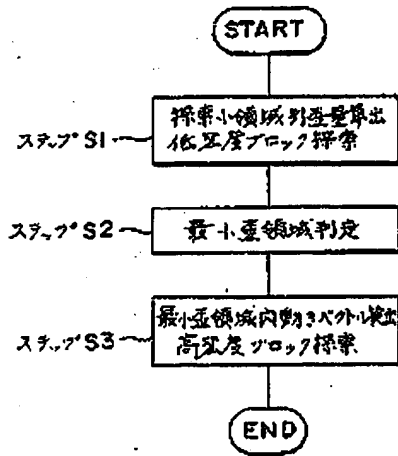 START
ステップS1
探索小領域別歪量算出
低証度ブロック探索
ステップS2
最小歪領域判定
ステップS3
最小歪領域内動きベクトル検出
高証度ブロック探索
END